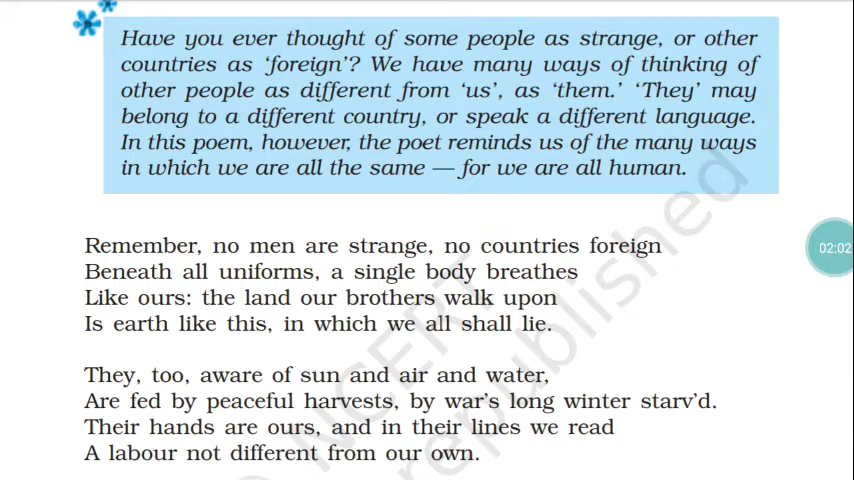 Have you ever thought of some people as strange, or other
countries as ‘foreign’? We have many ways of thinking of
other people as different from ‘us’, as ‘them.’ ‘They’ may
belong to a different country, or speak a different language.
In this poem, however, the poet reminds us of the many ways
in which we are all the same — for we are all human.
Remember, no men are strange, no countries foreign
Beneath all uniforms, a single body breathes
Like ours: the land our brothers walk upon
Is earth like this, in which we all shall lie.
They, too, aware of sun and air and water,
Are fed by peaceful harvests, by war’s long winter starv’d.
Their hands are ours, and in their lines we read
A labour not different from our own.
02:02
NCERT
republished